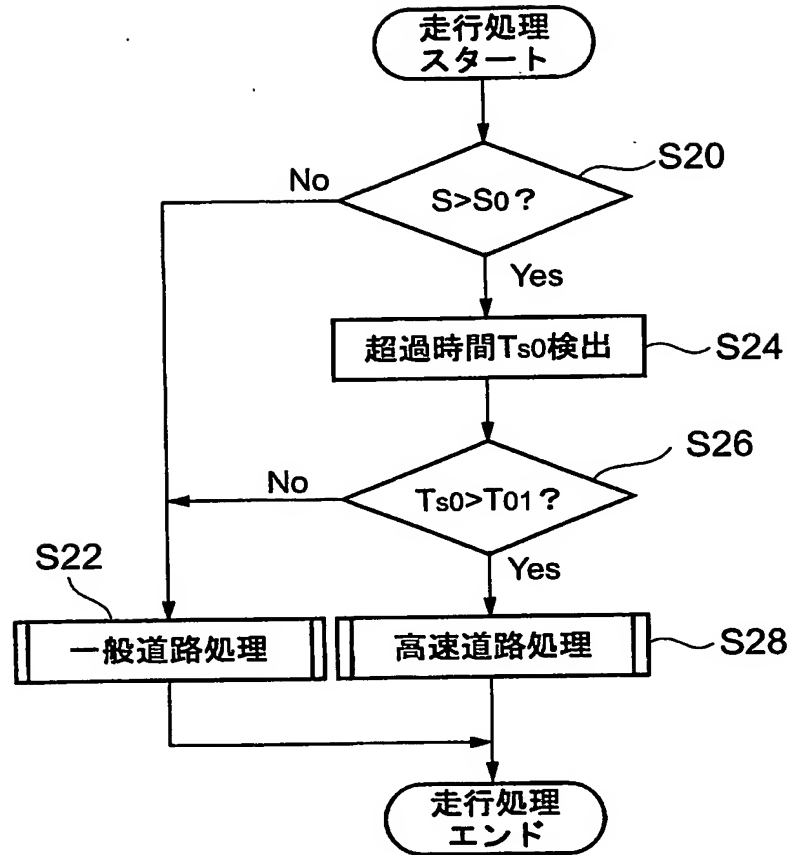 走行処理
スタート
S20
No
S>S0?
Yes
超過時間Ts0検出
S24
S26
No
Ts0>T01?
Yes
S22
一般道路処理
高速道路処理
S28
走行処理
エンド